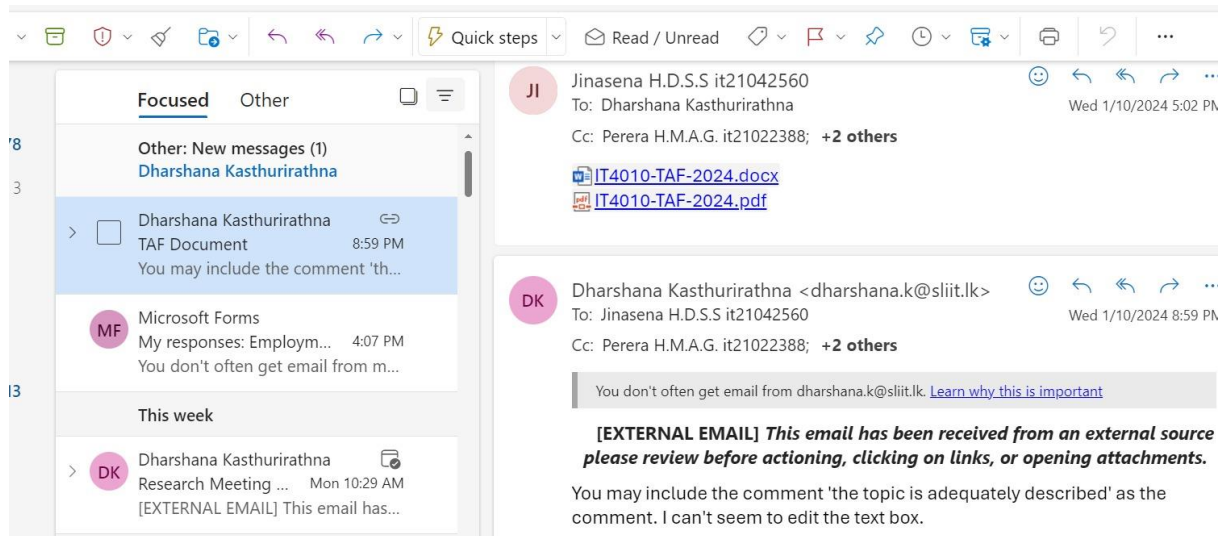 Quick steps
Read / Unread
78
3
13
Focused Other
Other: New messages (1)
Dharshana Kasthurirathna
Dharshana Kasthurirathna
TAF Document 8:59 PM
You may include the comment 'th...
MF
Microsoft Forms
My responses: Employm... 4:07 PM
You don't often get email from m...
This week
DK
Dharshana Kasthurirathna
Research Meeting ... Mon 10:29 AM
[EXTERNAL EMAIL] This email has...
JI
Jinasena H.D.S.S it21042560
To: Dharshana Kasthurirathna
Wed 1/10/2024 5:02 PM
Cc: Perera H.M.A.G. it21022388; +2 others
IT4010-TAF-2024.docx
IT4010-TAF-2024.pdf
DK
Dharshana Kasthurirathna <dharshana.k@sliit.lk>
To: Jinasena H.D.S.S it21042560
Wed 1/10/2024 8:59 PM
Cc: Perera H.M.A.G. it21022388; +2 others
You don't often get email from dharshana.k@sliit.lk. Learn why this is important
[EXTERNAL EMAIL] This email has been received from an external source
please review before actioning, clicking on links, or opening attachments.
You may include the comment 'the topic is adequately described' as the
comment. I can't seem to edit the text box.